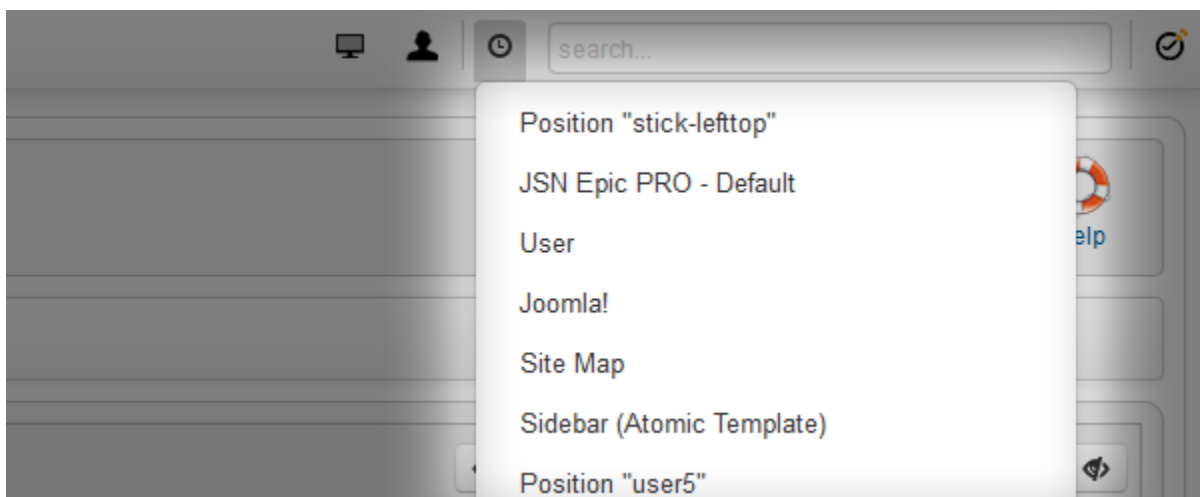 search...
Position "stick-lefttop"
JSN Epic PRO - Default
User
elp
Joomla!
Site Map
Sidebar (Atomic Template)
Position "user5"